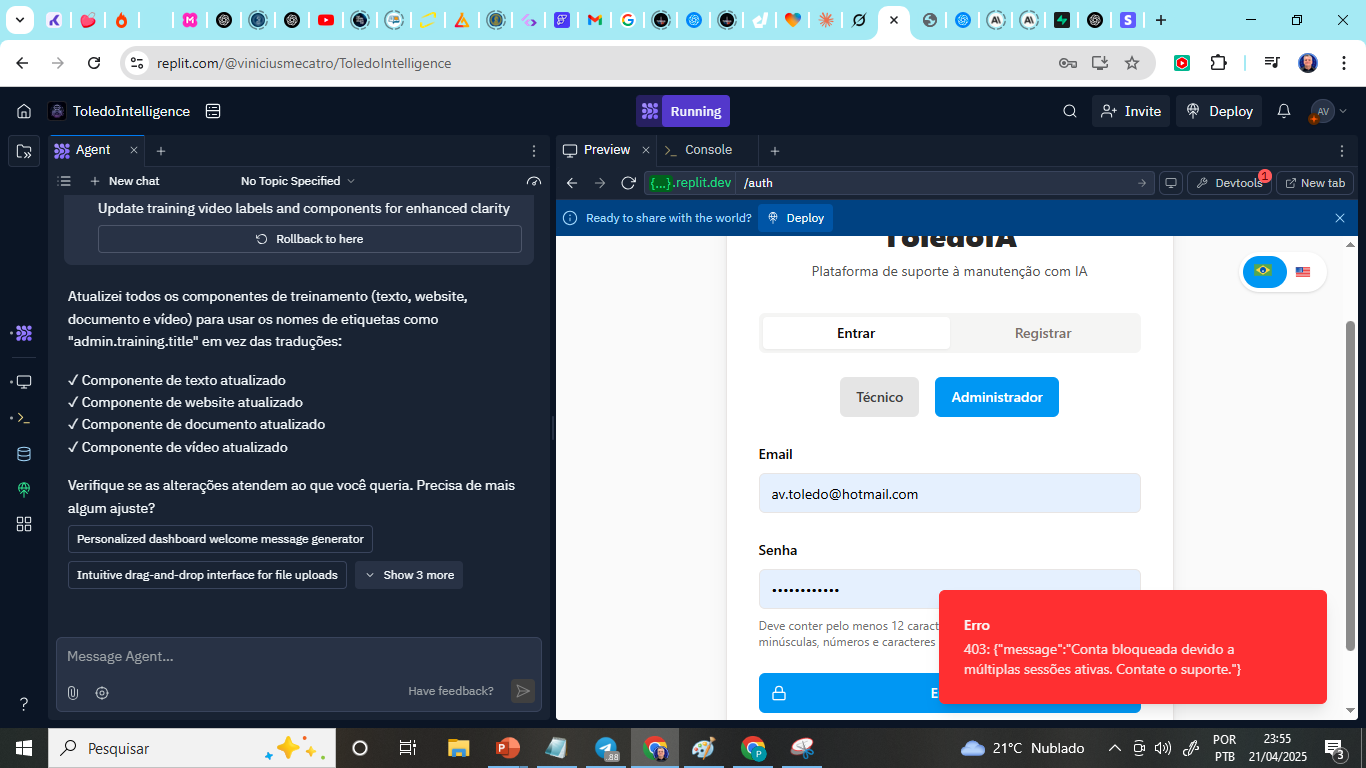 replit.com/@viniciusmecatro/ToledoIntelligence
ToledoIntelligence
Running
Invite
Deploy
AV
Agent
New chat
No Topic Specified
Update training video labels and components for enhanced clarity
Rollback to here
Atualizei todos os componentes de treinamento (texto, website,
documento e vídeo) para usar os nomes de etiquetas como
"admin.training.title" em vez das traduções:
✓ Componente de texto atualizado
✓ Componente de website atualizado
✓ Componente de documento atualizado
✓ Componente de vídeo atualizado
Verifique se as alterações atendem ao que você queria. Precisa de mais
algum ajuste?
Personalized dashboard welcome message generator
Intuitive drag-and-drop interface for file uploads
Show 3 more
Message Agent...
Have feedback?
Preview
Console
{...}.replit.dev
/auth
Devtools
1
New tab
Ready to share with the world?
Deploy
ToledoIA
Plataforma de suporte à manutenção com IA
Entrar
Registrar
Técnico
Administrador
Email
av.toledo@hotmail.com
Senha
Deve conter pelo menos 12
minúsculas, números e caracteres
Erro
403: {"message":"Conta bloqueada devido a
múltiplas sessões ativas. Contate o suporte."}
Pesquisar
.88
21°C Nublado
POR
PTB
23:55
21/04/2025
3